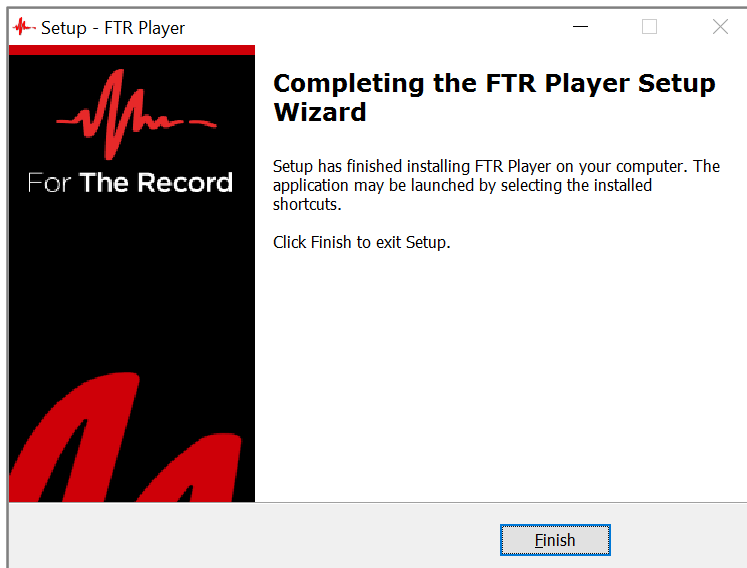 Setup - FTR Player
For The Record
Completing the FTR Player Setup
Wizard
Setup has finished installing FTR Player on your computer. The
application may be launched by selecting the installed
shortcuts.
Click Finish to exit Setup.
Finish